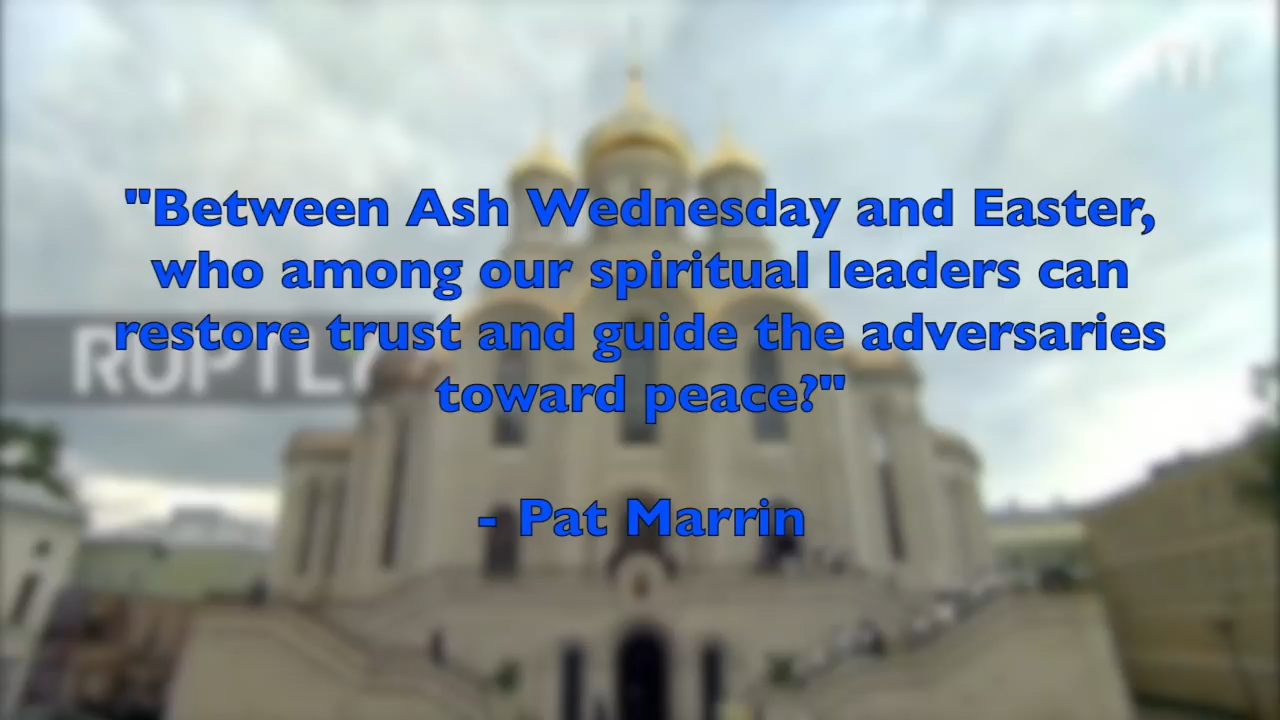 "Between Ash Wednesday and Easter,
who among our spiritual leaders can
restore trust and guide the adversaries
toward peace?"
- Pat Marrin
RUPTLY